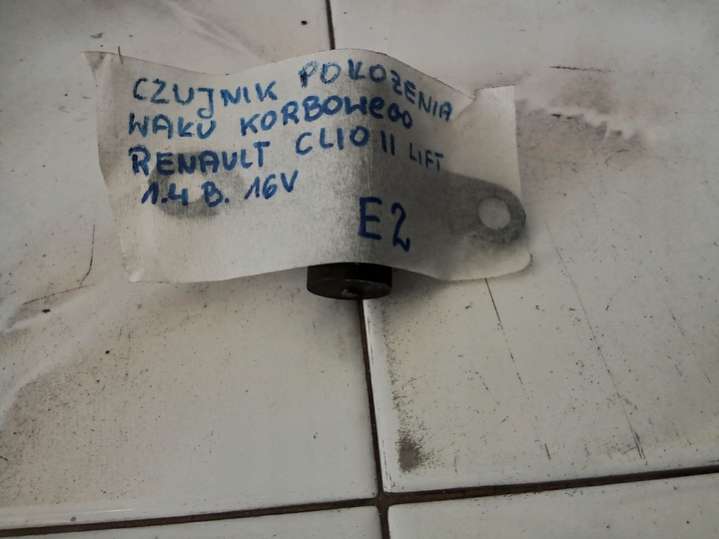 CZUJNIK POŁOŻENIA
WAŁU KORBOWEGO
RENAULT CLIO II LIFT
1.4 B. 16V
E2